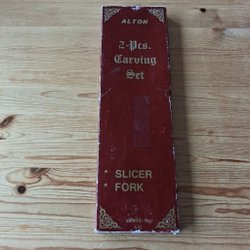 ALTON
2-Pcs.
Carving
Set
* SLICER
* FORK